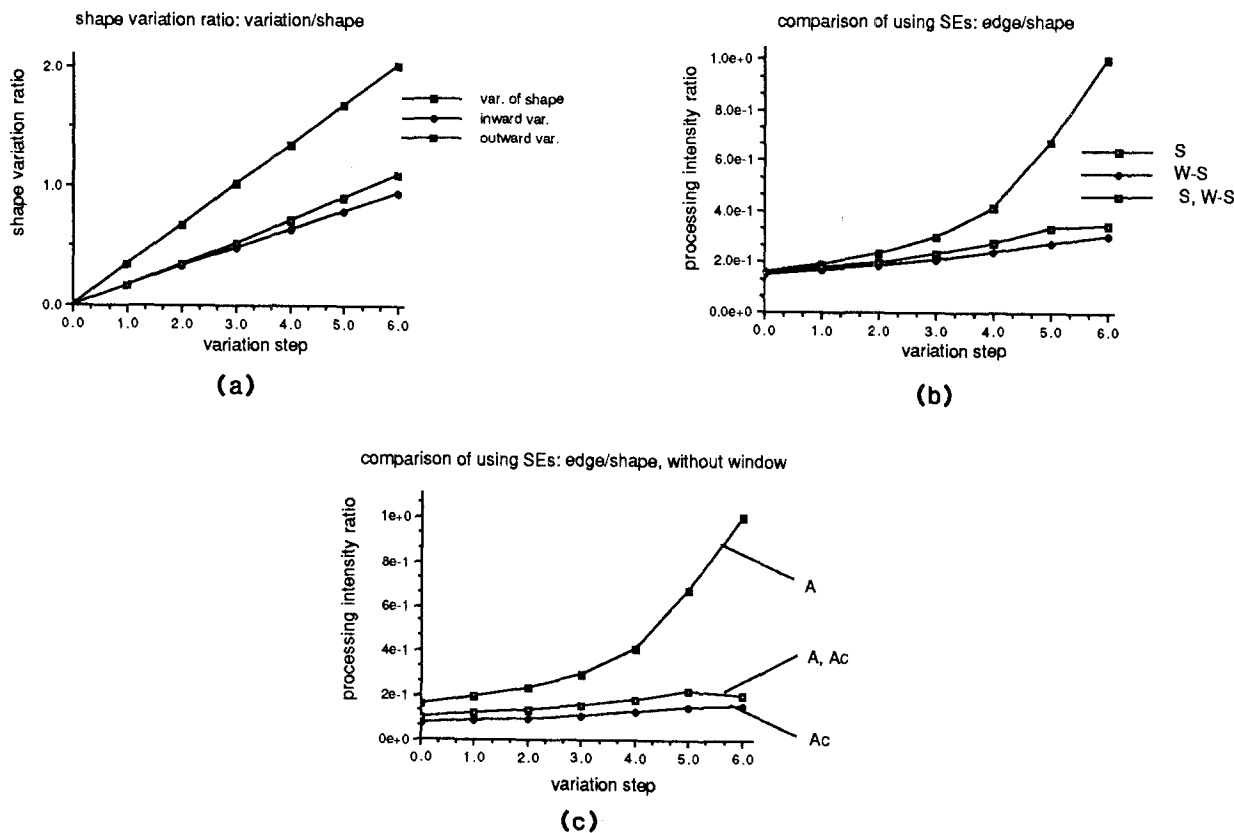 shape variation ratio: variation/shape
shape variation ratio
2.0
1.0
0.0
0.0 1.0 2.0 3.0 4.0 5.0 6.0
variation step
var. of shape
inward var.
outward var.
(a)
comparison of using SEs: edge/shape
processing intensity ratio
1.0e+0
8.0e-1
6.0e-1
4.0e-1
2.0e-1
0.0e+0
0.0 1.0 2.0 3.0 4.0 5.0 6.0
variation step
S
W-S
S, W-S
(b)
comparison of using SEs: edge/shape, without window
processing intensity ratio
1e+0
8e-1
6e-1
4e-1
2e-1
0e+0
0.0 1.0 2.0 3.0 4.0 5.0 6.0
variation step
A
A, Ac
Ac
(c)